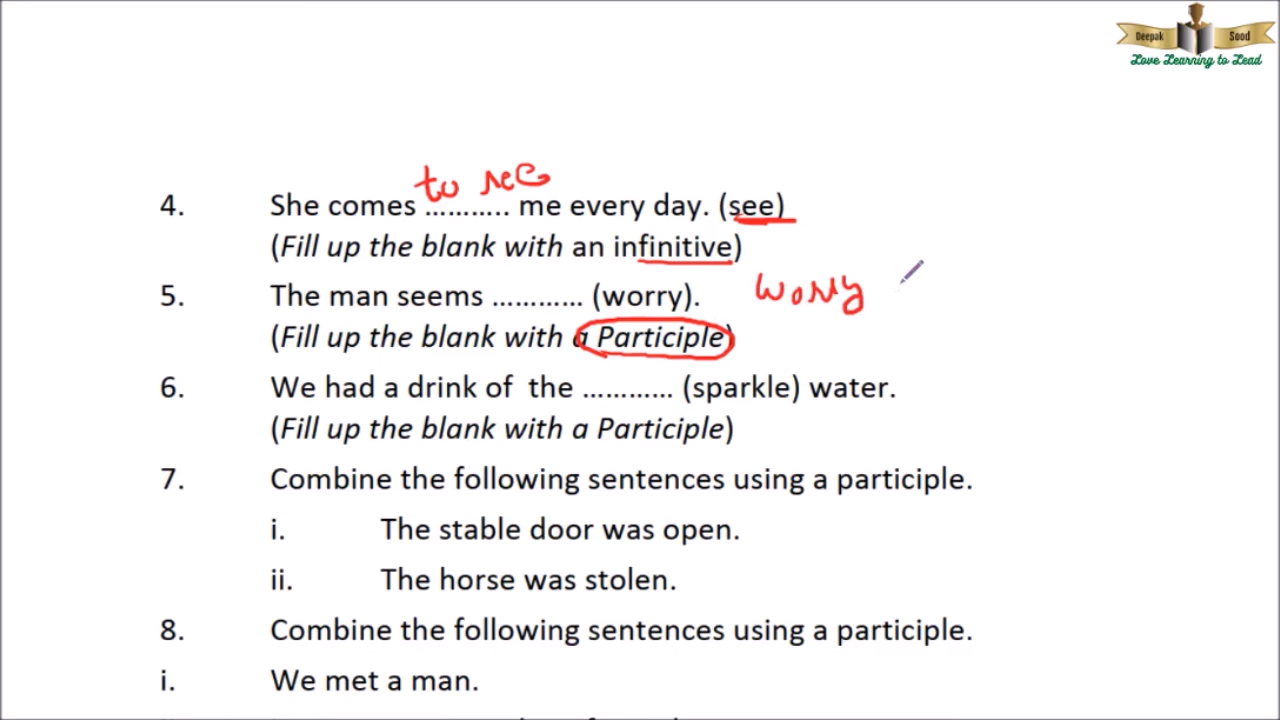 Deepak Sood
Love Learning to Lead
to see
4. She comes ……….. me every day. (see)
(Fill up the blank with an infinitive)
5. The man seems ………… (worry). worry
(Fill up the blank with a Participle)
6. We had a drink of the ………… (sparkle) water.
(Fill up the blank with a Participle)
7. Combine the following sentences using a participle.
i. The stable door was open.
ii. The horse was stolen.
8. Combine the following sentences using a participle.
i. We met a man.